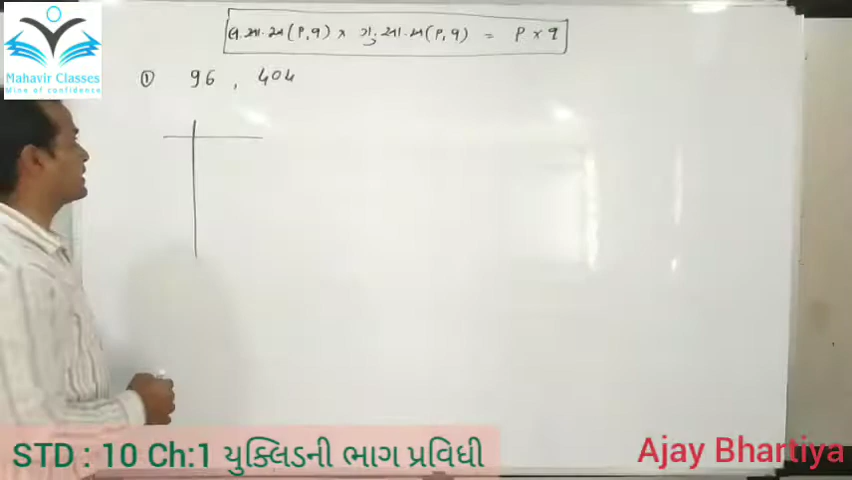 લ.સા.અ(P,q) × ગુ.સા.અ(P,q) = P × q
① 96 , 404
Mahavir Classes
Mine of confidence
STD : 10 Ch:1 યુક્લિડની ભાગ પ્રવિધી
Ajay Bhartiya